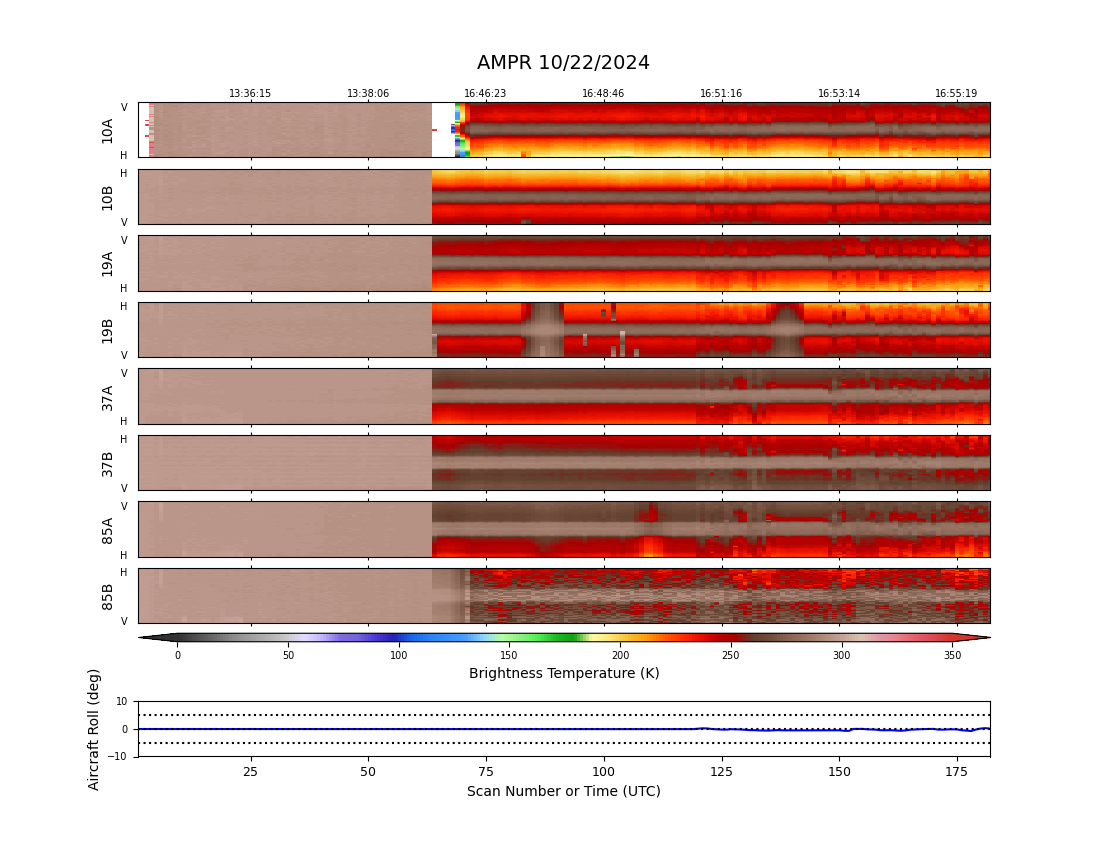 AMPR 10/22/2024
13:36:15 13:38:06 16:46:23 16:48:46 16:51:16 16:53:14 16:55:19
10A V H
10B H V
19A V H
19B H V
37A V H
37B H V
85A V H
85B H V
0 50 100 150 200 250 300 350
Brightness Temperature (K)
Aircraft Roll (deg)
10
0
−10
25 50 75 100 125 150 175
Scan Number or Time (UTC)